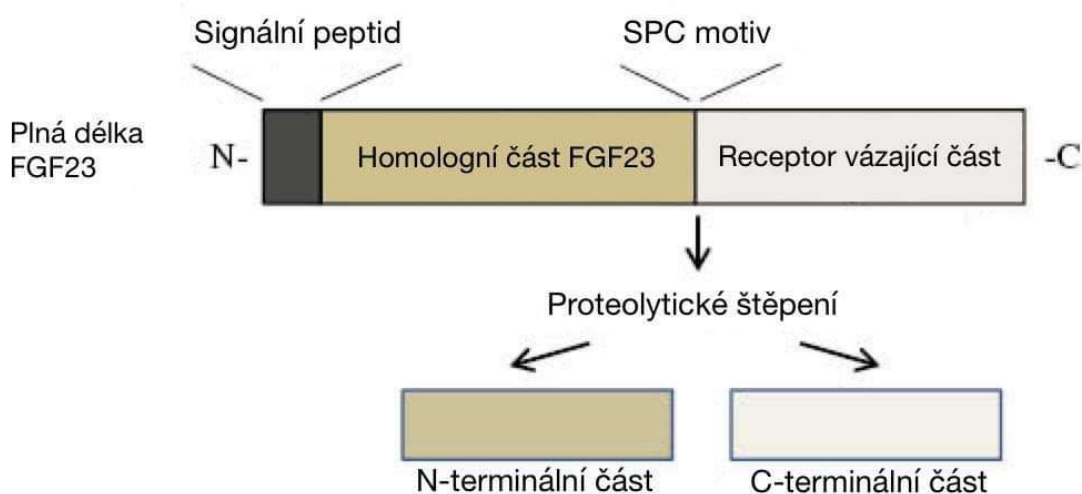 Signální peptid
SPC motiv
Plná délka
FGF23
N-
Homologní část FGF23
Receptor vázající část
-C
Proteolytické štěpení
N-terminální část
C-terminální část